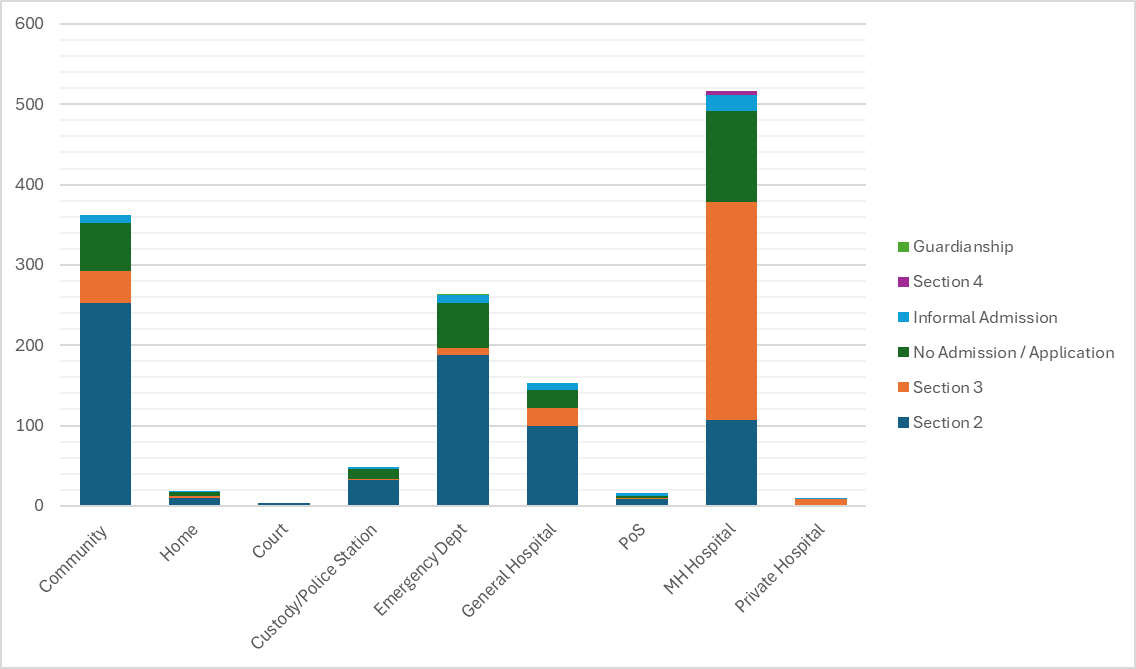 600
500
400
300
200
100
0
Community
Home
Court
Custody/Police Station
Emergency Dept
General Hospital
PoS
MH Hospital
Private Hospital
Guardianship
Section 4
Informal Admission
No Admission / Application
Section 3
Section 2